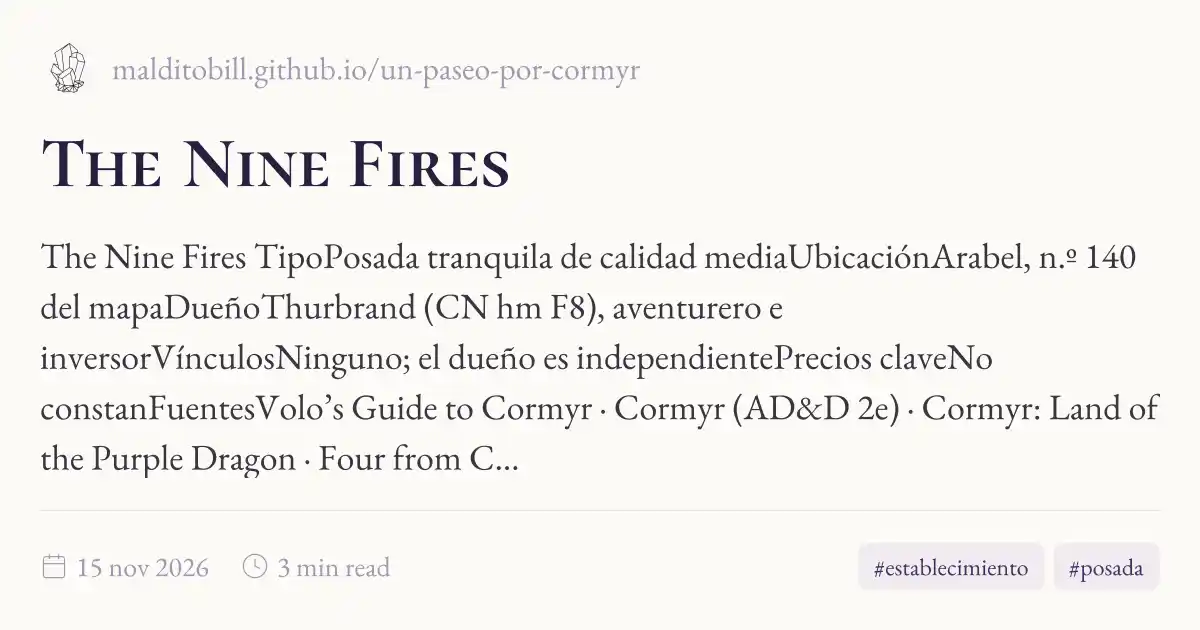 malditobill.github.io/un-paseo-por-cormyr
The Nine Fires
The Nine Fires TipoPosada tranquila de calidad mediaUbicaciónArabel, n.º 140
del mapaDueñoThurbrand (CN hm F8), aventurero e
inversorVínculosNinguno; el dueño es independientePrecios claveNo
constanFuentesVolo’s Guide to Cormyr · Cormyr (AD&D 2e) · Cormyr: Land of
the Purple Dragon · Four from C...
15 nov 2026 3 min read #establecimiento #posada